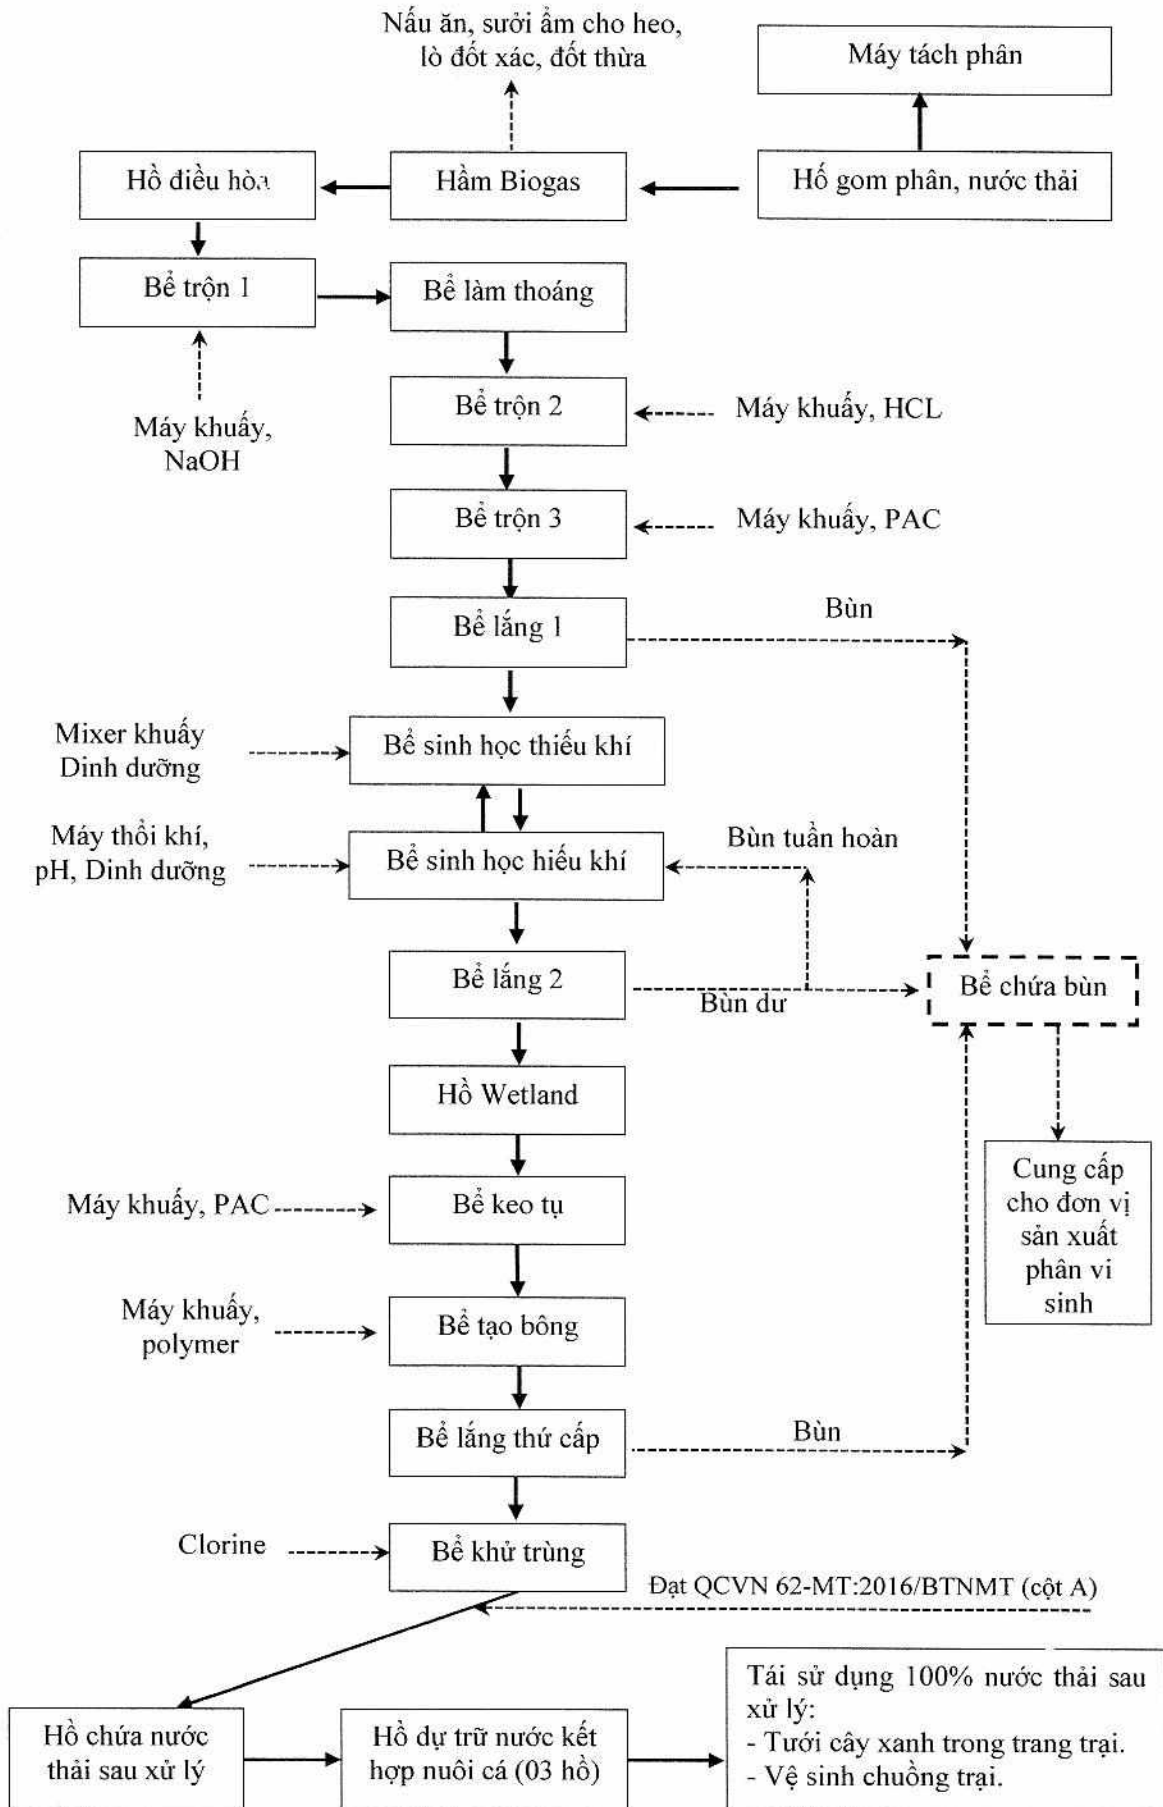 Nấu ăn, sưởi ẩm cho heo,
lò đốt xác, đốt thừa
Máy tách phân
Hồ điều hòa
Hầm Biogas
Hố gom phân, nước thải
Bể trộn 1
Bể làm thoáng
Máy khuấy,
NaOH
Bể trộn 2
Máy khuấy, HCL
Bể trộn 3
Máy khuấy, PAC
Bể lắng 1
Bùn
Mixer khuấy
Dinh dưỡng
Bể sinh học thiếu khí
Máy thổi khí,
pH, Dinh dưỡng
Bể sinh học hiếu khí
Bùn tuần hoàn
Bể lắng 2
Bùn dư
Bể chứa bùn
Hồ Wetland
Cung cấp
cho đơn vị
sản xuất
phân vi
sinh
Máy khuấy, PAC
Bể keo tụ
Máy khuấy,
polymer
Bể tạo bông
Bể lắng thứ cấp
Bùn
Clorine
Bể khử trùng
Đạt QCVN 62-MT:2016/BTNMT (cột A)
Hồ chứa nước
thải sau xử lý
Hồ dự trữ nước kết
hợp nuôi cá (03 hồ)
Tái sử dụng 100% nước thải sau
xử lý:
- Tưới cây xanh trong trang trại.
- Vệ sinh chuồng trại.